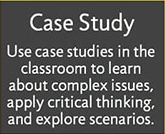 Case Study
Use case studies in the
classroom to learn
about complex issues,
apply critical thinking,
and explore scenarios.